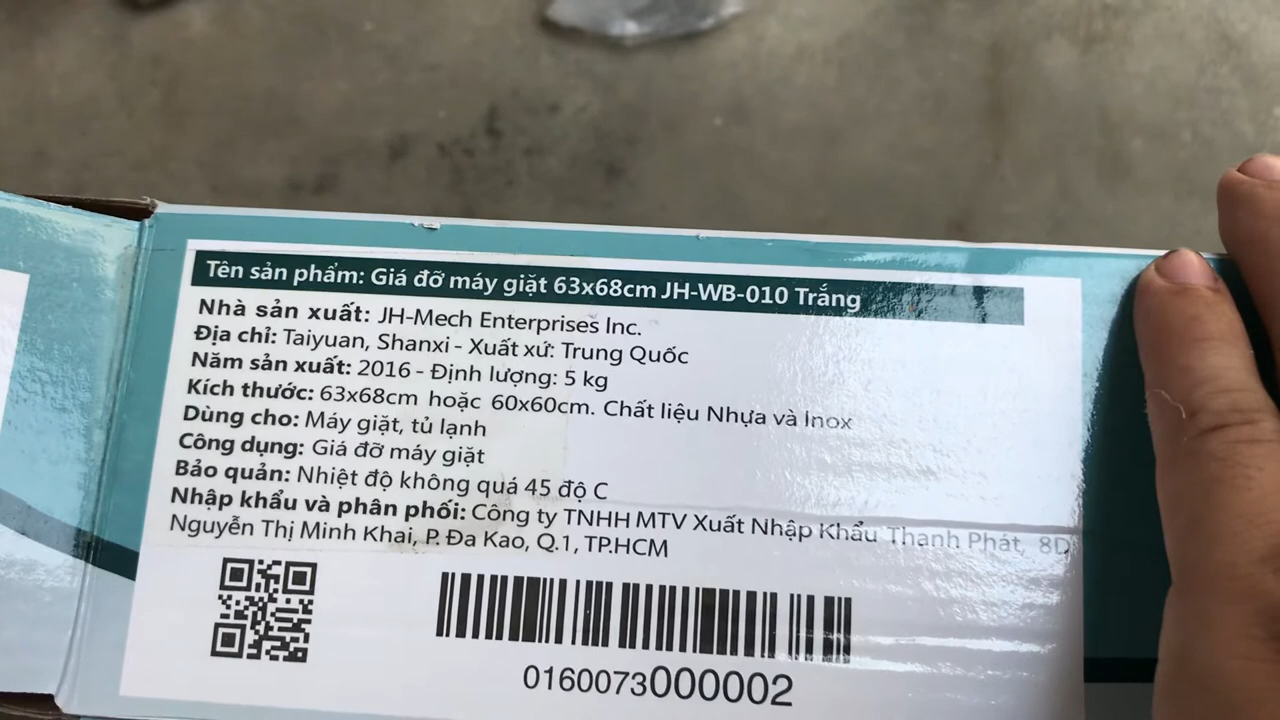 Tên sản phẩm: Giá đỡ máy giặt 63x68cm JH-WB-010 Trắng
Nhà sản xuất: JH-Mech Enterprises Inc.
Địa chỉ: Taiyuan, Shanxi - Xuất xứ: Trung Quốc
Năm sản xuất: 2016 - Định lượng: 5 kg
Kích thước: 63x68cm hoặc 60x60cm. Chất liệu Nhựa và Inox
Dùng cho: Máy giặt, tủ lạnh
Công dụng: Giá đỡ máy giặt
Bảo quản: Nhiệt độ không quá 45 độ C
Nhập khẩu và phân phối: Công ty TNHH MTV Xuất Nhập Khẩu Thanh Phát, 8D
Nguyễn Thị Minh Khai, P. Đa Kao, Q.1, TP.HCM
0160073000002